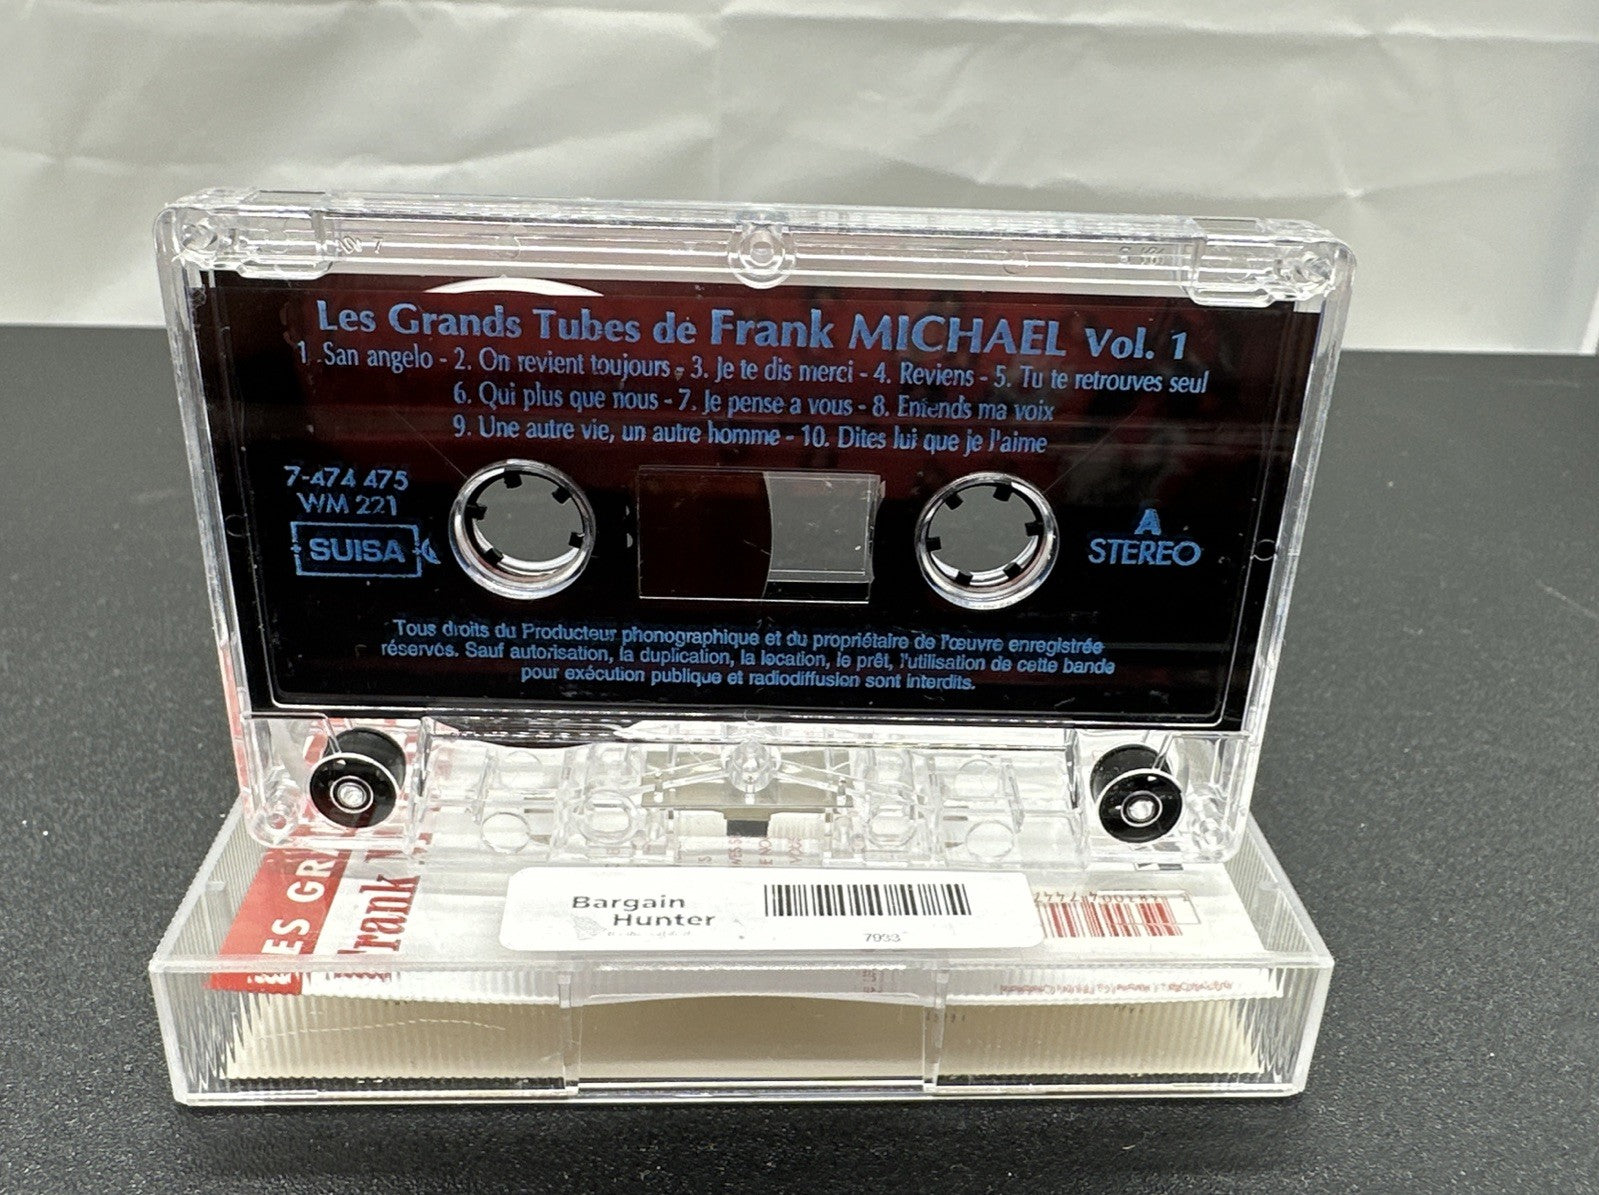 Les Grands Tubes de Frank MICHAEL Vol. 1
1. San angelo - 2. On revient toujours - 3. Je te dis merci - 4. Reviens - 5. Tu te retrouves seul
6. Qui plus que nous - 7. Je pense a vous - 8. Entends ma voix
9. Une autre vie, un autre homme - 10. Dites lui que je l'aime
7-474 475
WM 221
SUISA
A
STEREO
Tous droits du Producteur phonographique et du propriétaire de l'œuvre enregistrée
réservés. Sauf autorisation, la duplication, la location, le prêt, l'utilisation de cette bande
pour exécution publique et radiodiffusion sont interdits.
ES GR
Frank
Bargain
Hunter
7933